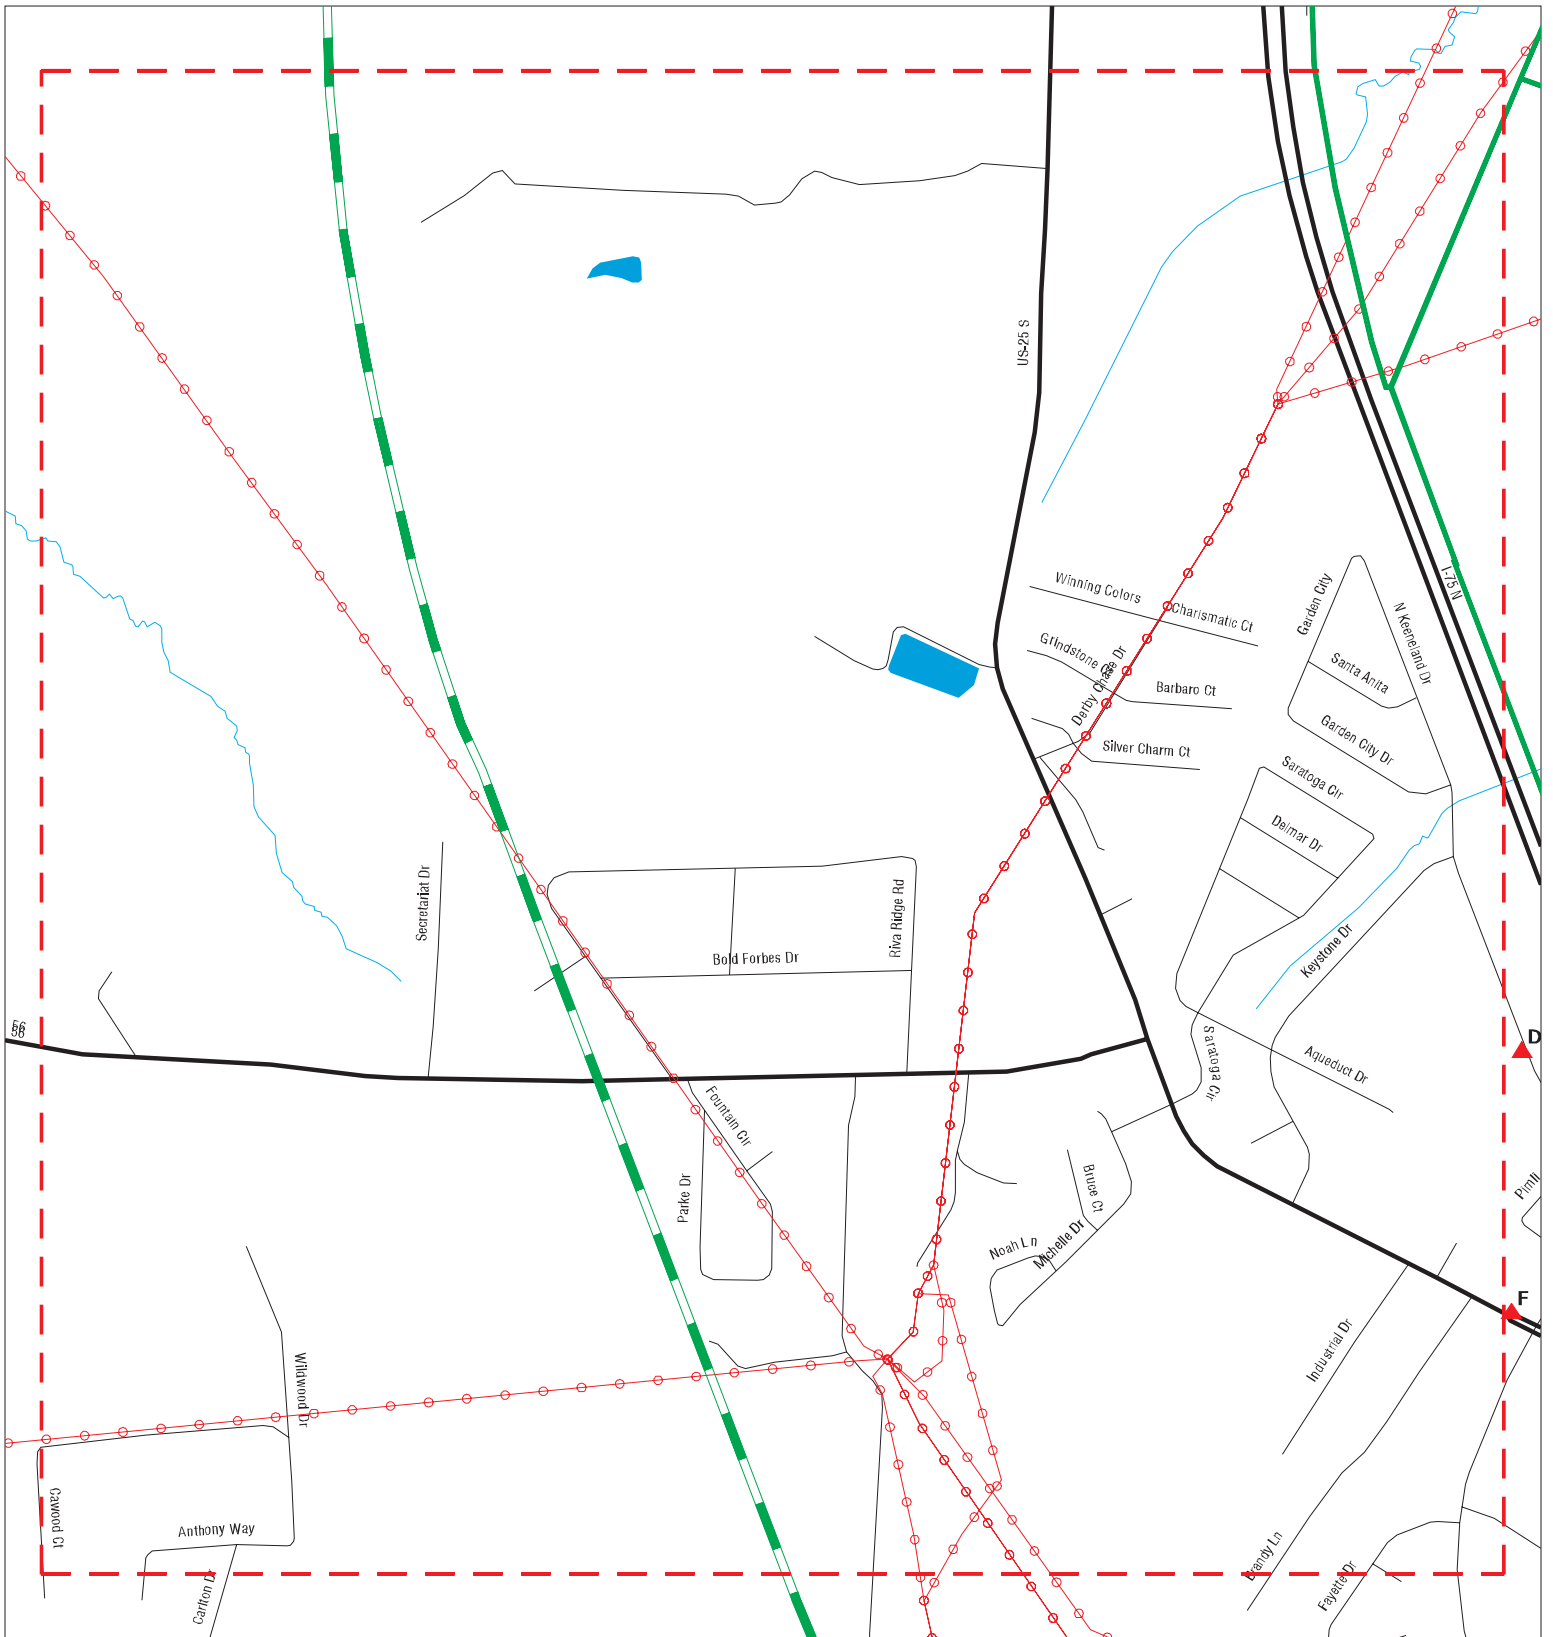 US-25 S
I-75 N
Winning Colors
Charismatic Ct
Garden City
N Keeneland Dr
Grindstone C
Derby Chase Dr
Barbaro Ct
Santa Anita
Silver Charm Ct
Garden City Dr
Saratoga Cir
Delmar Dr
Secretariat Dr
Riva Ridge Rd
Bold Forbes Dr
Keystone Dr
D
Saratoga Cir
Aqueduct Dr
Fountain Cir
Parke Dr
Bruce Ct
Pimli
Noah Ln
Michelle Dr
F
Industrial Dr
Wildwood Dr
Cawood Ct
Anthony Way
Carlton Dr
Brandy Ln
Fayette Dr